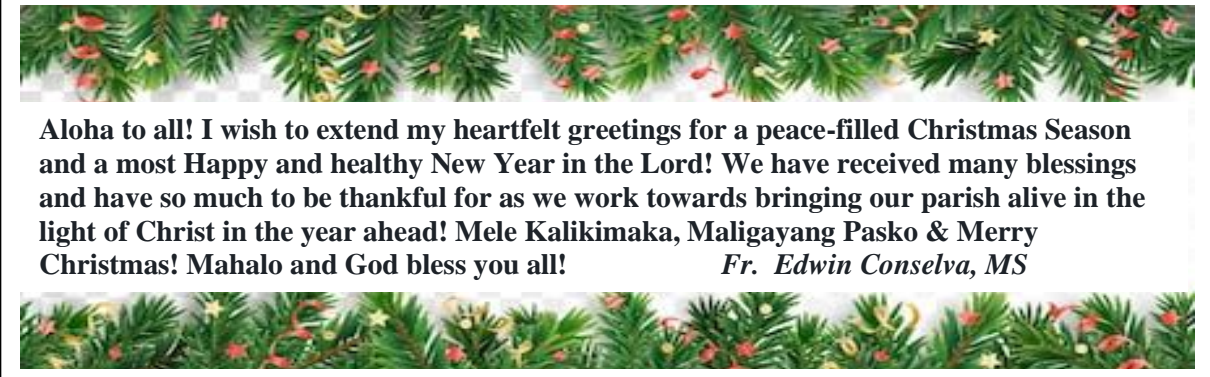 Aloha to all! I wish to extend my heartfelt greetings for a peace-filled Christmas Season
and a most Happy and healthy New Year in the Lord! We have received many blessings
and have so much to be thankful for as we work towards bringing our parish alive in the
light of Christ in the year ahead! Mele Kalikimaka, Maligayang Pasko & Merry
Christmas! Mahalo and God bless you all! Fr. Edwin Conselva, MS